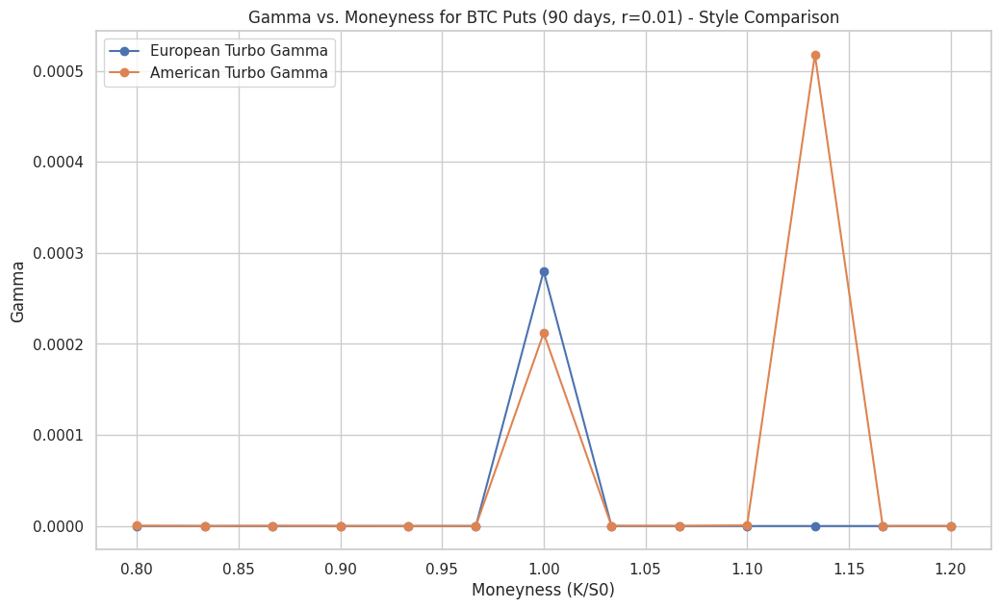 Gamma vs. Moneyness for BTC Puts (90 days, r=0.01) - Style Comparison
European Turbo Gamma
American Turbo Gamma
0.0005
0.0004
0.0003
0.0002
0.0001
0.0000
Gamma
0.80 0.85 0.90 0.95 1.00 1.05 1.10 1.15 1.20
Moneyness (K/S0)